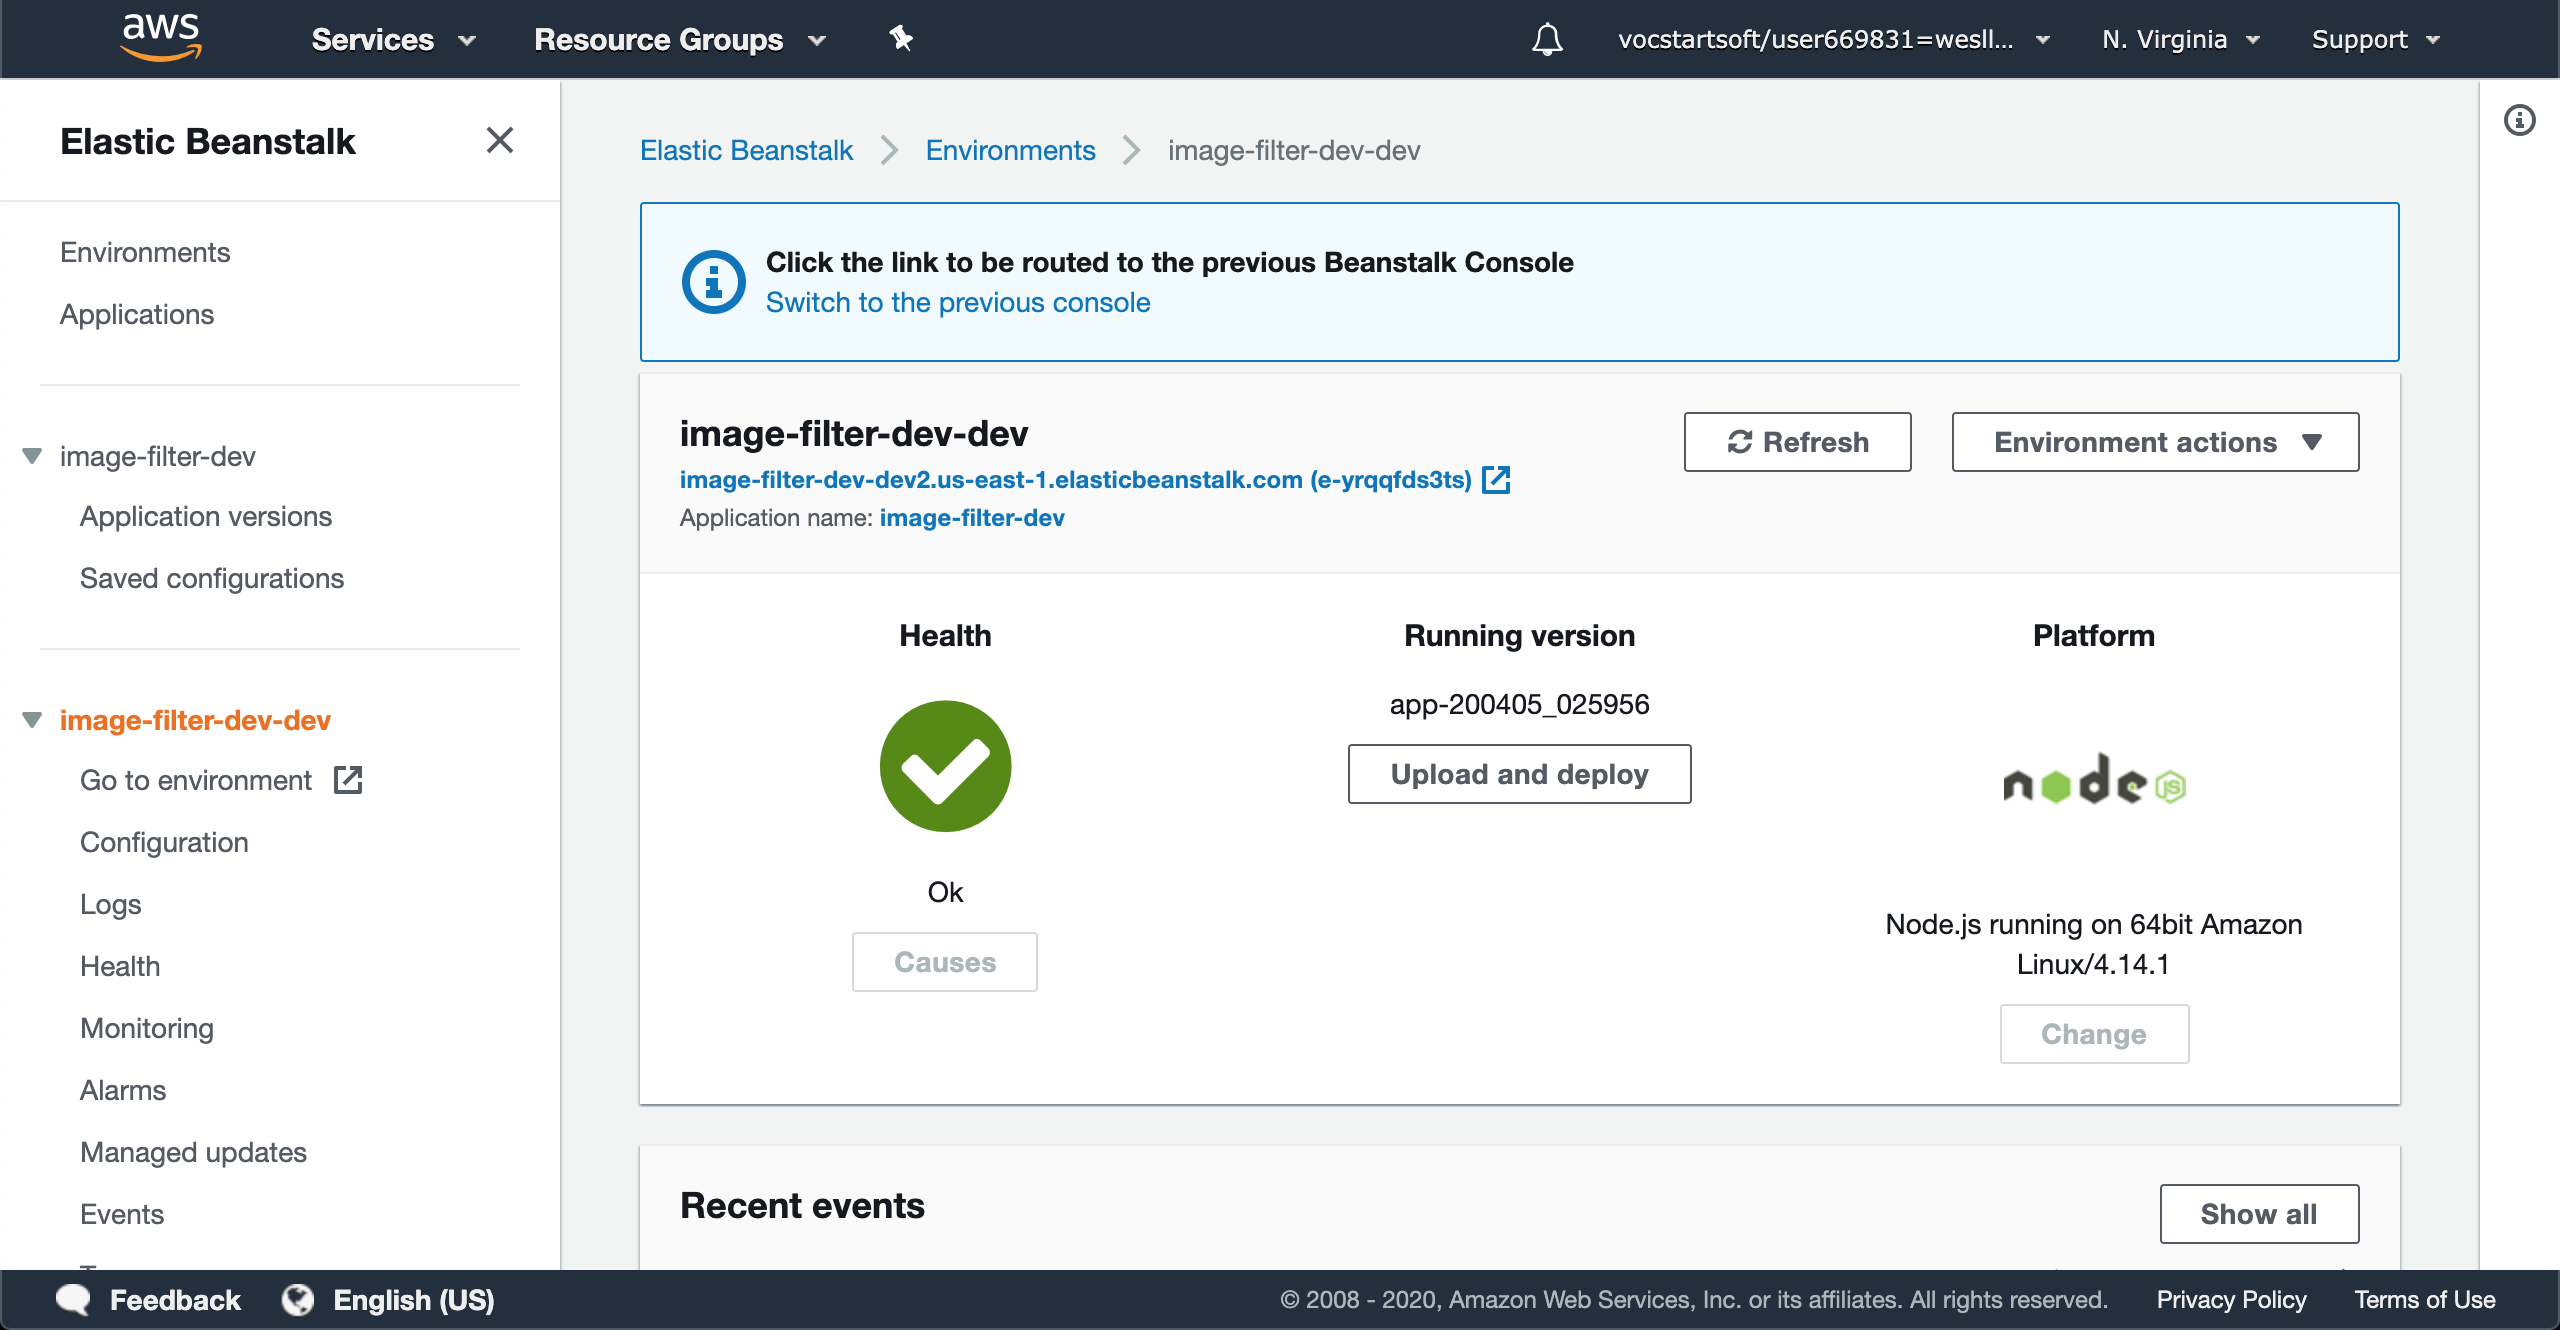 aws
Services
Resource Groups
vocstartsoft/user669831=wesll...
N. Virginia
Support
Elastic Beanstalk
Environments
Applications
image-filter-dev
Application versions
Saved configurations
image-filter-dev-dev
Go to environment
Configuration
Logs
Health
Monitoring
Alarms
Managed updates
Events
Elastic Beanstalk
Environments
image-filter-dev-dev
Click the link to be routed to the previous Beanstalk Console
Switch to the previous console
image-filter-dev-dev
image-filter-dev-dev2.us-east-1.elasticbeanstalk.com (e-yrqqfds3ts)
Application name: image-filter-dev
Refresh
Environment actions
Health
Ok
Causes
Running version
app-200405_025956
Upload and deploy
Platform
node JS
Node.js running on 64bit Amazon
Linux/4.14.1
Change
Recent events
Show all
Feedback
English (US)
© 2008 - 2020, Amazon Web Services, Inc. or its affiliates. All rights reserved.
Privacy Policy
Terms of Use